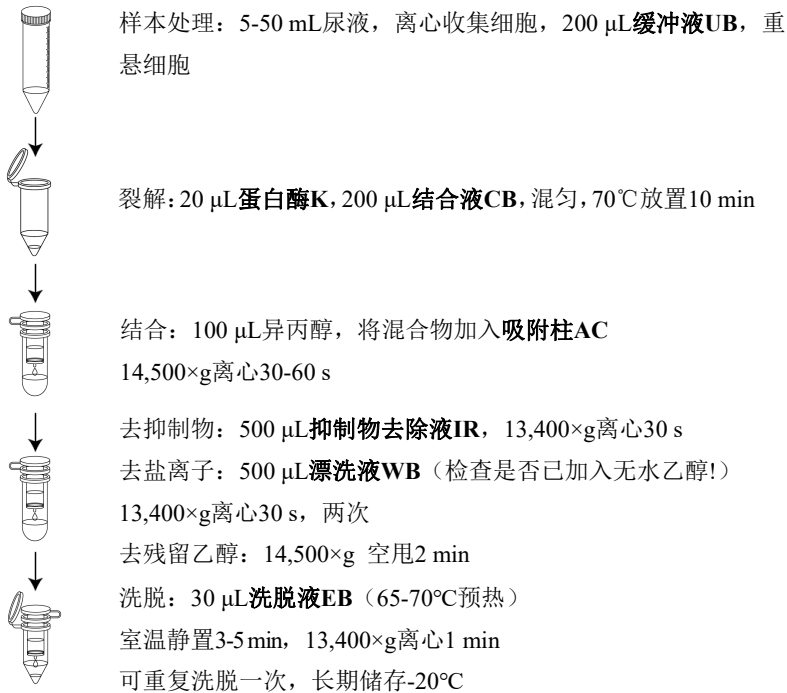 样本处理：5-50 mL尿液，离心收集细胞，200 μL缓冲液UB，重
悬细胞
裂解：20 μL蛋白酶K，200 μL结合液CB，混匀，70℃放置10 min
结合：100 μL异丙醇，将混合物加入吸附柱AC
14,500×g离心30-60 s
去抑制物：500 μL抑制物去除液IR，13,400×g离心30 s
去盐离子：500 μL漂洗液WB（检查是否已加入无水乙醇!）
13,400×g离心30 s，两次
去残留乙醇：14,500×g 空甩2 min
洗脱：30 μL洗脱液EB（65-70℃预热）
室温静置3-5 min，13,400×g离心1 min
可重复洗脱一次，长期储存-20℃